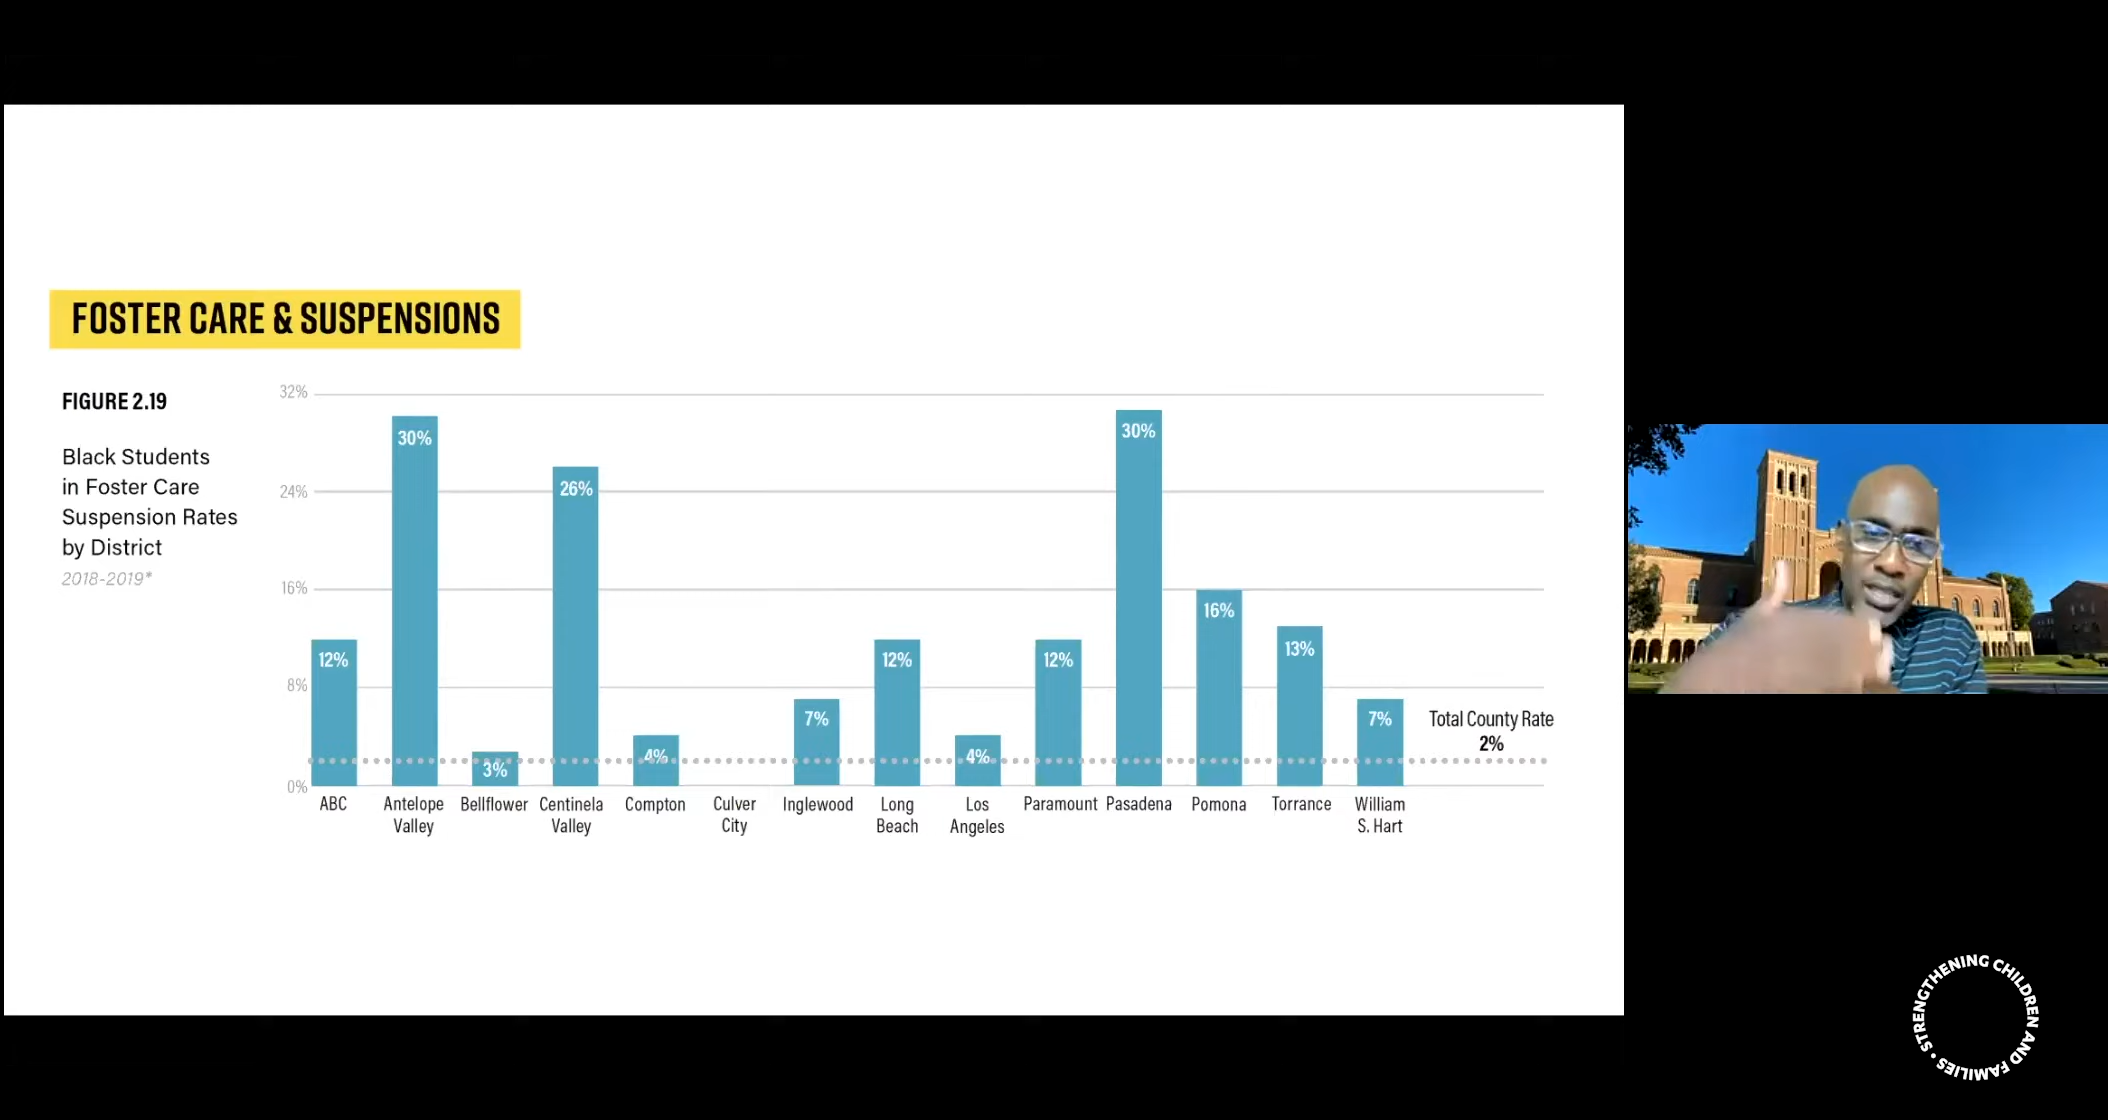 FOSTER CARE & SUSPENSIONS
FIGURE 2.19
Black Students
in Foster Care
Suspension Rates
by District
2018-2019*
32%
24%
16%
8%
0%
12%
30%
3%
26%
4%
7%
12%
4%
12%
30%
16%
13%
7%
Total County Rate
2%
ABC
Antelope
Valley
Bellflower
Centinela
Valley
Compton
Culver
City
Inglewood
Long
Beach
Los
Angeles
Paramount
Pasadena
Pomona
Torrance
William
S. Hart
STRENGTHENING CHILDREN AND FAMILIES •